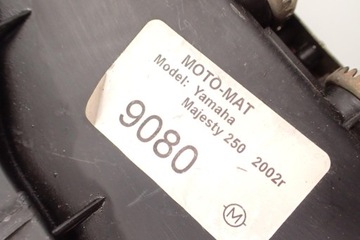 MOTO-MAT
Model: Yamaha
Majesty 250 2002r
9080
M